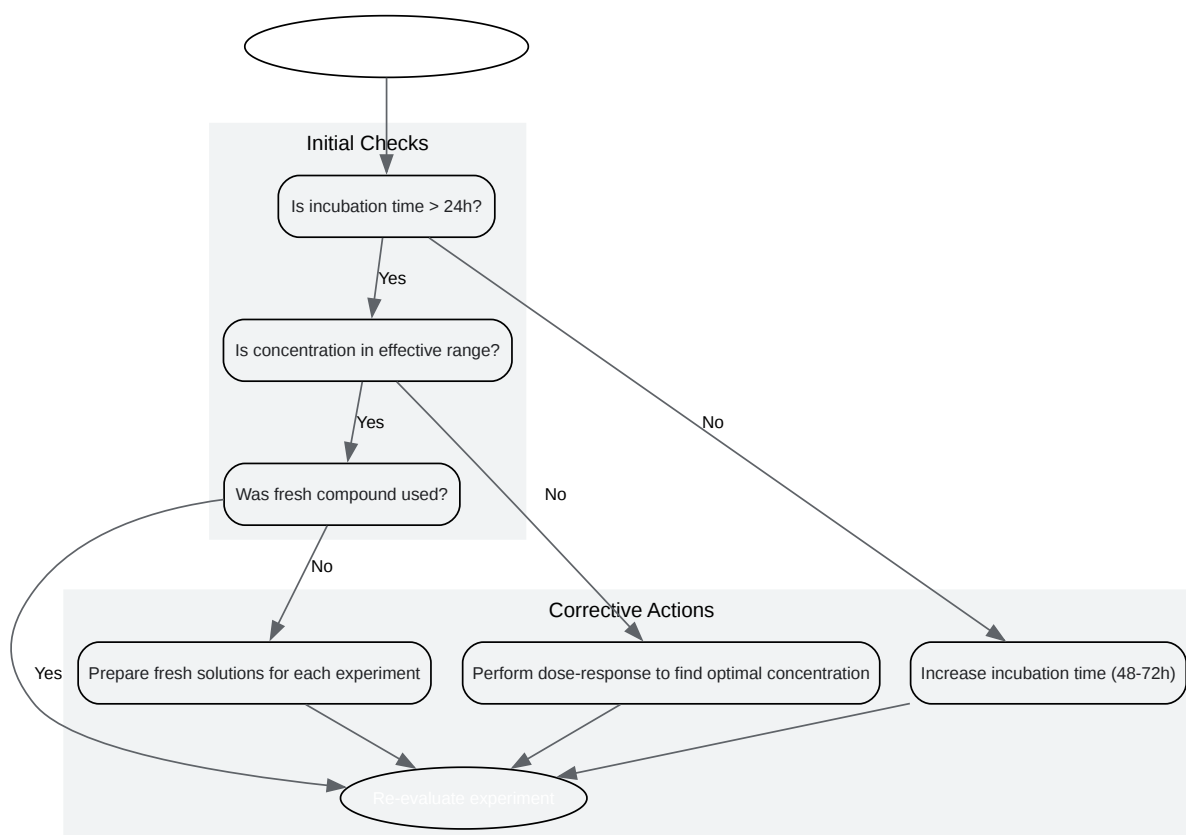 Initial Checks
Is incubation time > 24h?
Yes
Is concentration in effective range?
Yes
No
Was fresh compound used?
No
No
Corrective Actions
Yes
Prepare fresh solutions for each experiment
Perform dose-response to find optimal concentration
Increase incubation time (48-72h)
Re-evaluate experiment